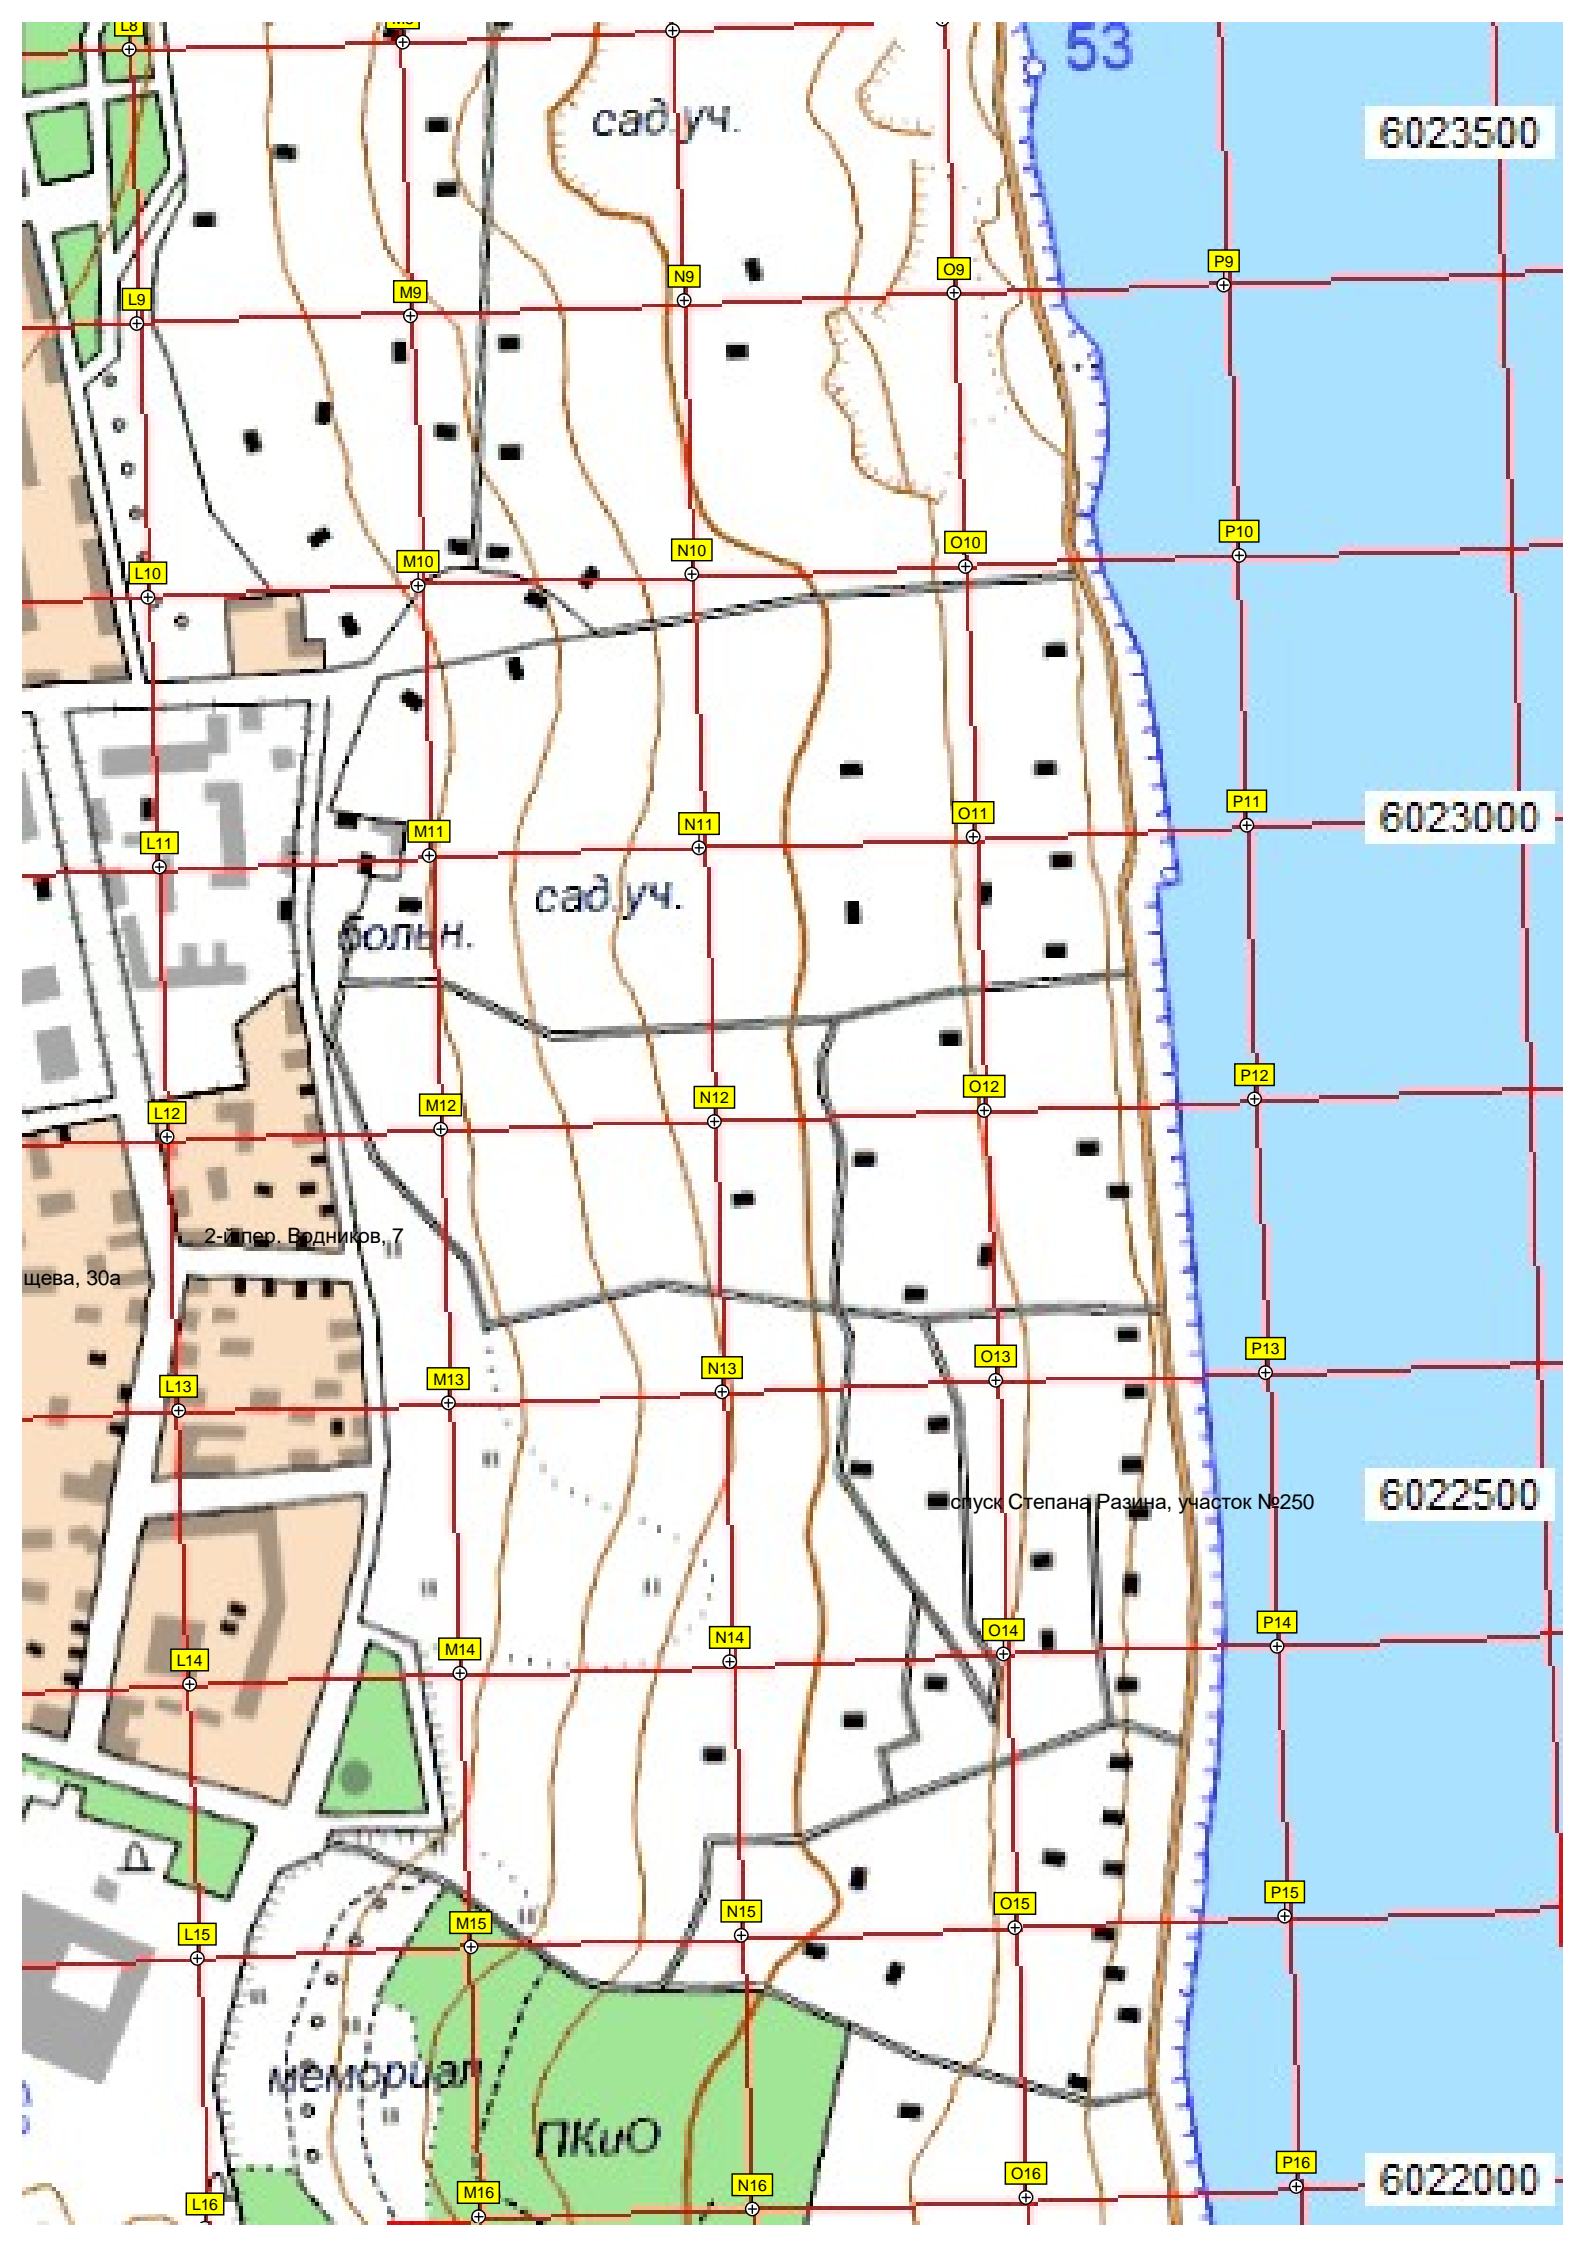 L8
53
сад.уч.
6023500
P9
O9
N9
M9
L9
P10
O10
N10
M10
L10
P11
6023000
O11
N11
M11
L11
сад.уч.
больн.
P12
O12
N12
M12
L12
2-й пер. Водников, 7
щева, 30а
P13
O13
N13
M13
L13
спуск Степана Разина, участок №250
6022500
P14
O14
N14
M14
L14
P15
O15
N15
M15
L15
мемориал
ПКиО
P16
6022000
O16
N16
M16
L16